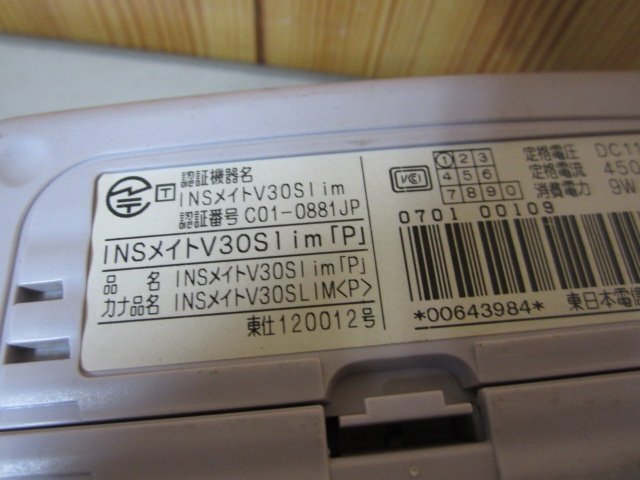 認証機器名
T INSメイトV30Slim
認証番号 C01-0881JP
INSメイトV30Slim「P」
品 名 INSメイトV30Slim「P」
カナ品名 INSメイトV30SLIM<P>
東仕120012号
VCCI
1 2 3
4 5 6
7 8 9 0
定格電圧 DC11
定格電流 450
消費電力 9W
0701 00109
*00643984*
東日本電